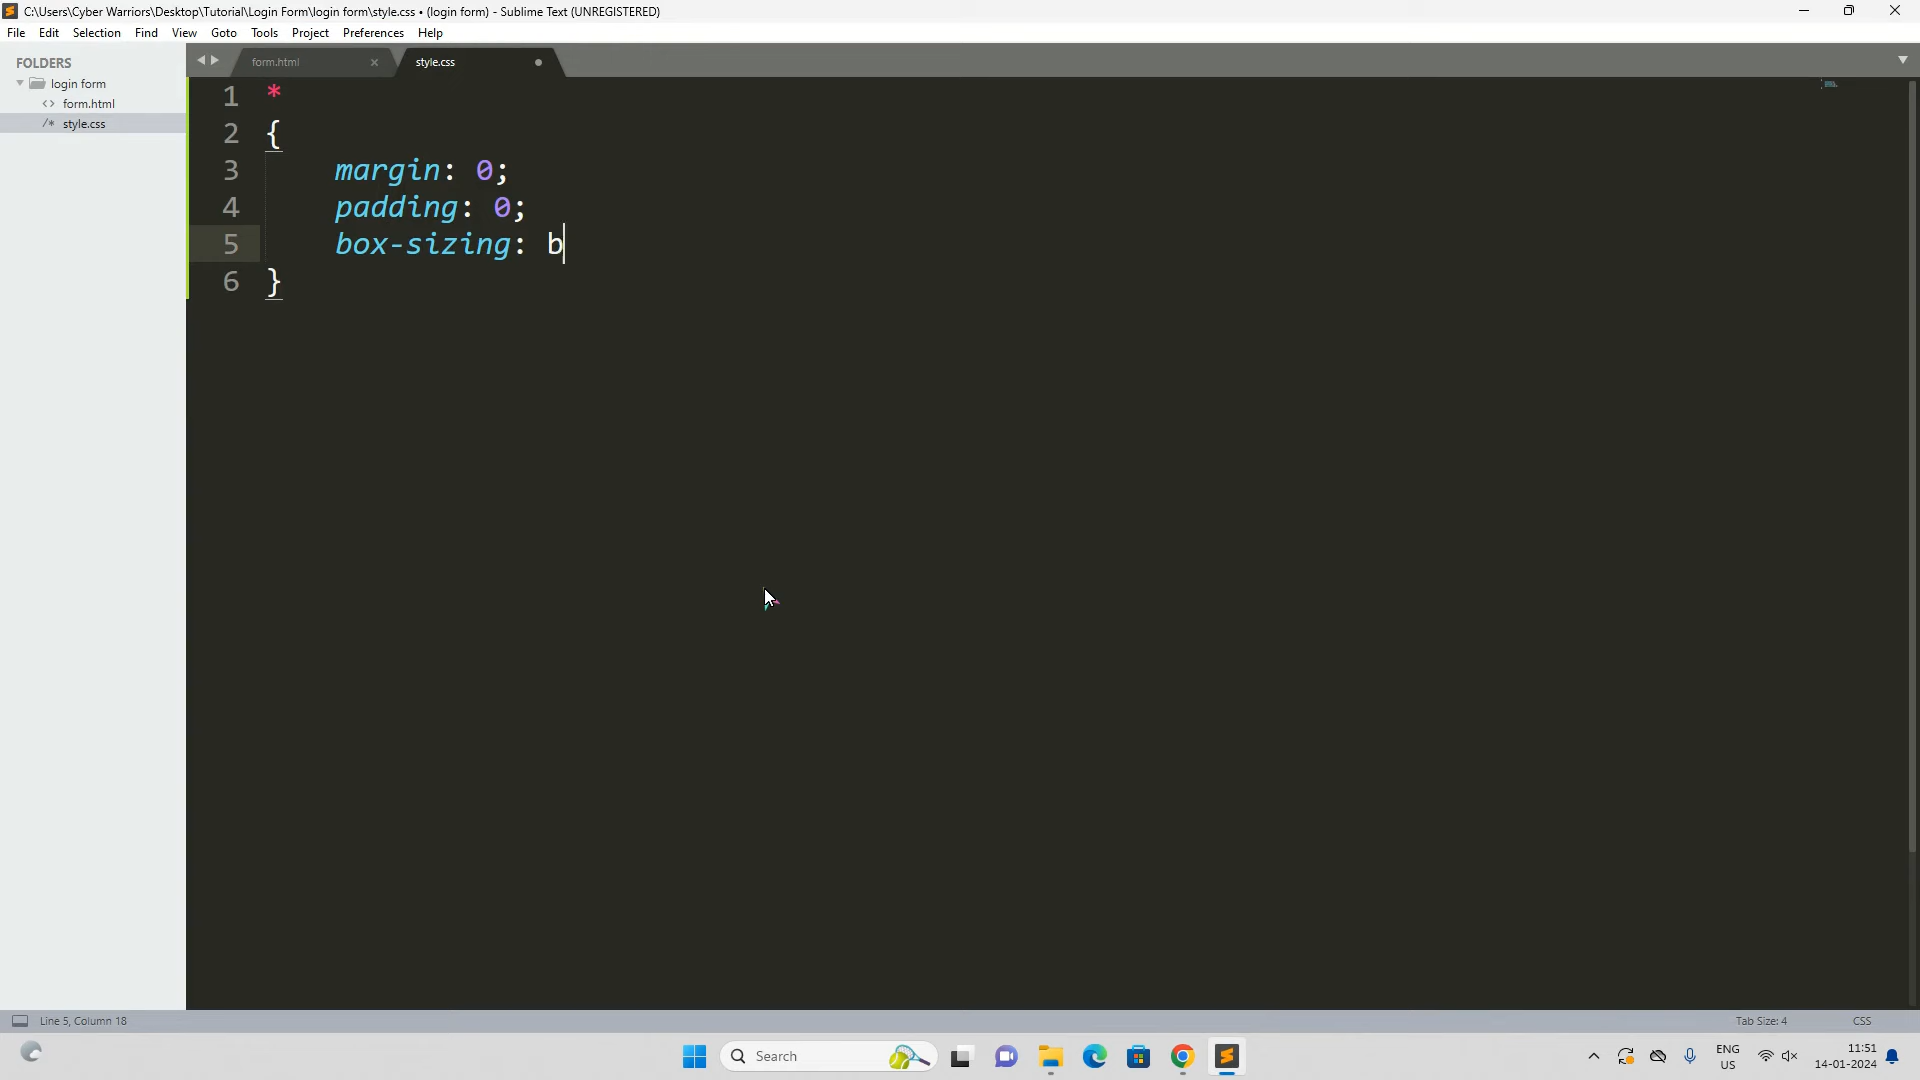 C:\Users\Cyber Warriors\Desktop\Tutorial\Login Form\login form\style.css • (login form) - Sublime Text (UNREGISTERED)
File Edit Selection Find View Goto Tools Project Preferences Help
FOLDERS
login form
<> form.html
/* style.css
form.html × style.css
1 *
2 {
3 margin: 0;
4 padding: 0;
5 box-sizing: b
6 }
Line 5, Column 18 Tab Size: 4 CSS
Search
ENG
US
11:51
14-01-2024